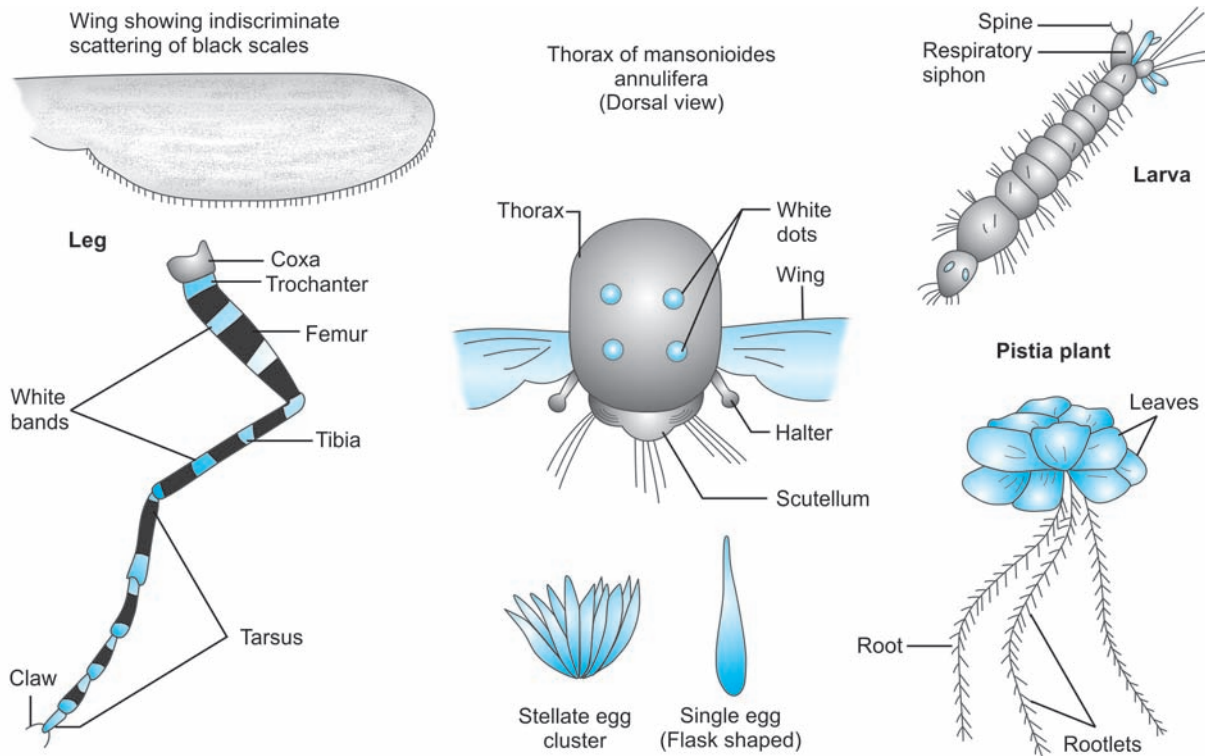 Wing showing indiscriminate
scattering of black scales
Leg
Coxa
Trochanter
Femur
White
bands
Tibia
Tarsus
Claw
Thorax of mansonioides
annulifera
(Dorsal view)
Thorax
White
dots
Wing
Halter
Scutellum
Stellate egg
cluster
Single egg
(Flask shaped)
Spine
Respiratory
siphon
Larva
Pistia plant
Leaves
Root
Rootlets